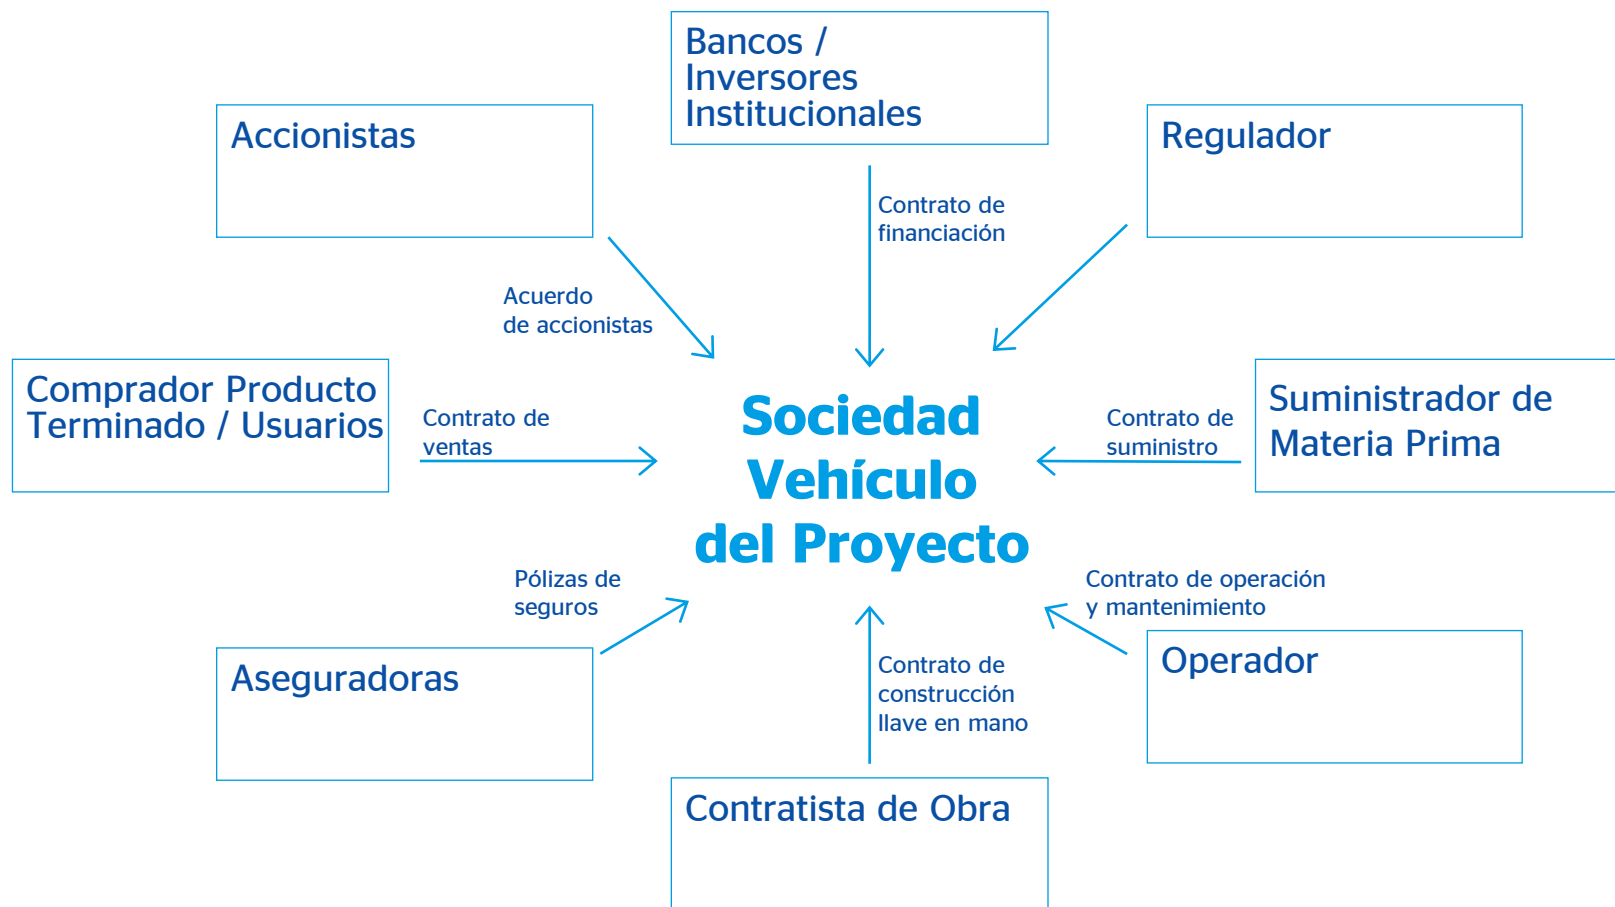 Bancos /
Inversores
Institucionales
Accionistas
Regulador
Contrato de
financiación
Acuerdo
de accionistas
Comprador Producto
Terminado / Usuarios
Contrato de
ventas
Sociedad
Vehículo
del Proyecto
Contrato de
suministro
Suministrador de
Materia Prima
Pólizas de
seguros
Contrato de operación
y mantenimiento
Aseguradoras
Contrato de
construcción
llave en mano
Operador
Contratista de Obra